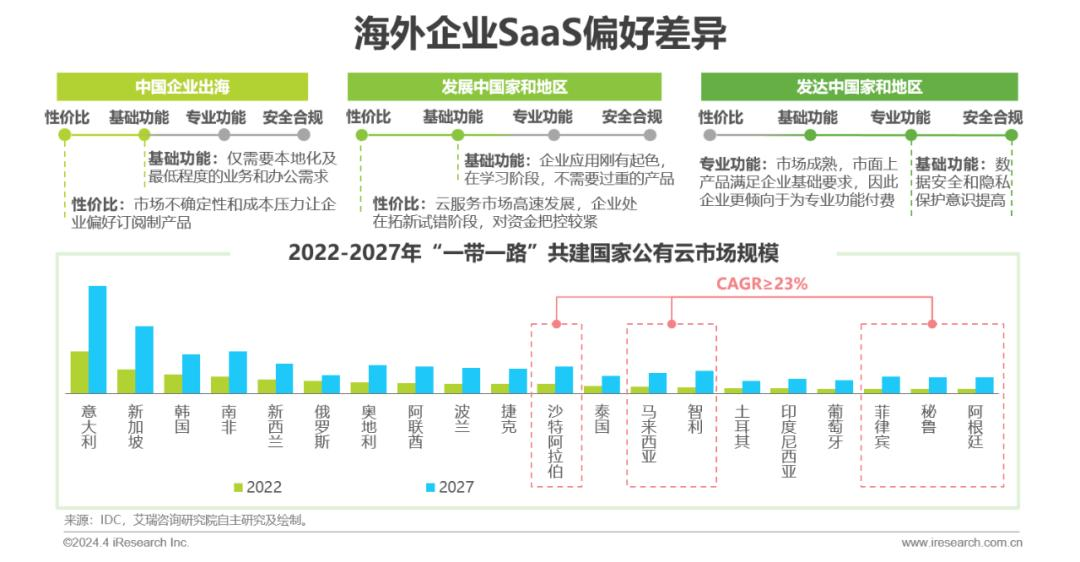 海外企业SaaS偏好差异
中国企业出海
性价比 基础功能 专业功能 安全合规
基础功能：仅需要本地化及
最低程度的业务和办公需求
性价比：市场不确定性和成本压力让企
业偏好订阅制产品
发展中国家和地区
性价比 基础功能 专业功能 安全合规
基础功能：企业应用刚有起色，
在学习阶段，不需要过重的产品
性价比：云服务市场高速发展，企业处
在拓新试错阶段，对资金把控较紧
发达中国家和地区
性价比 基础功能 专业功能 安全合规
专业功能：市场成熟，市面上
产品满足企业基础要求，因此
企业更倾向于为专业功能付费
基础功能：数
据安全和隐私
保护意识提高
2022-2027年“一带一路”共建国家公有云市场规模
CAGR≥23%
意大利
新加坡
韩国
南非
新西兰
俄罗斯
奥地利
阿联酋
波兰
捷克
沙特阿拉伯
泰国
马来西亚
智利
土耳其
印度尼西亚
葡萄牙
菲律宾
秘鲁
阿根廷
2022 2027
来源：IDC，艾瑞咨询研究院自主研究及绘制。
©2024.4 iResearch Inc. www.iresearch.com.cn